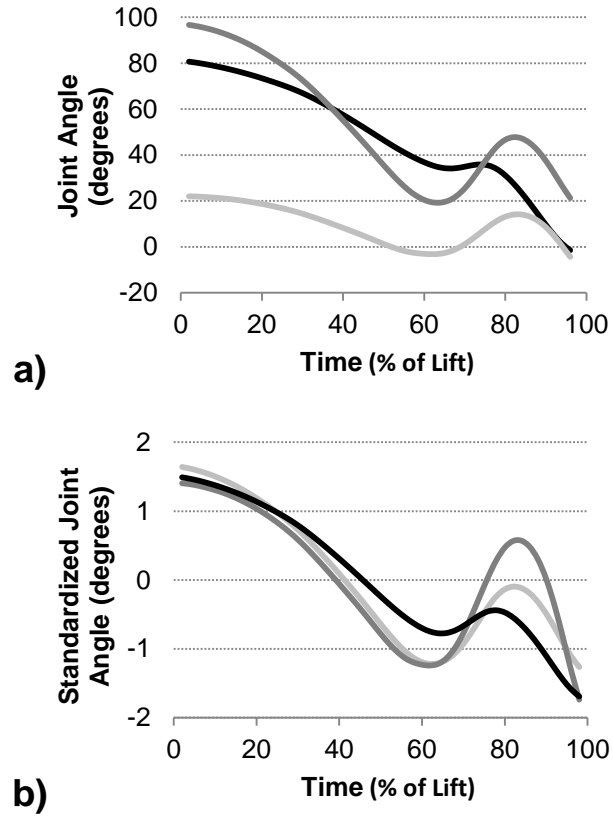 100
80
60
40
20
0
-20
Joint Angle
(degrees)
0 20 40 60 80 100
Time (% of Lift)
a)
2
1
0
-1
-2
Standardized Joint
Angle (degrees)
0 20 40 60 80 100
Time (% of Lift)
b)